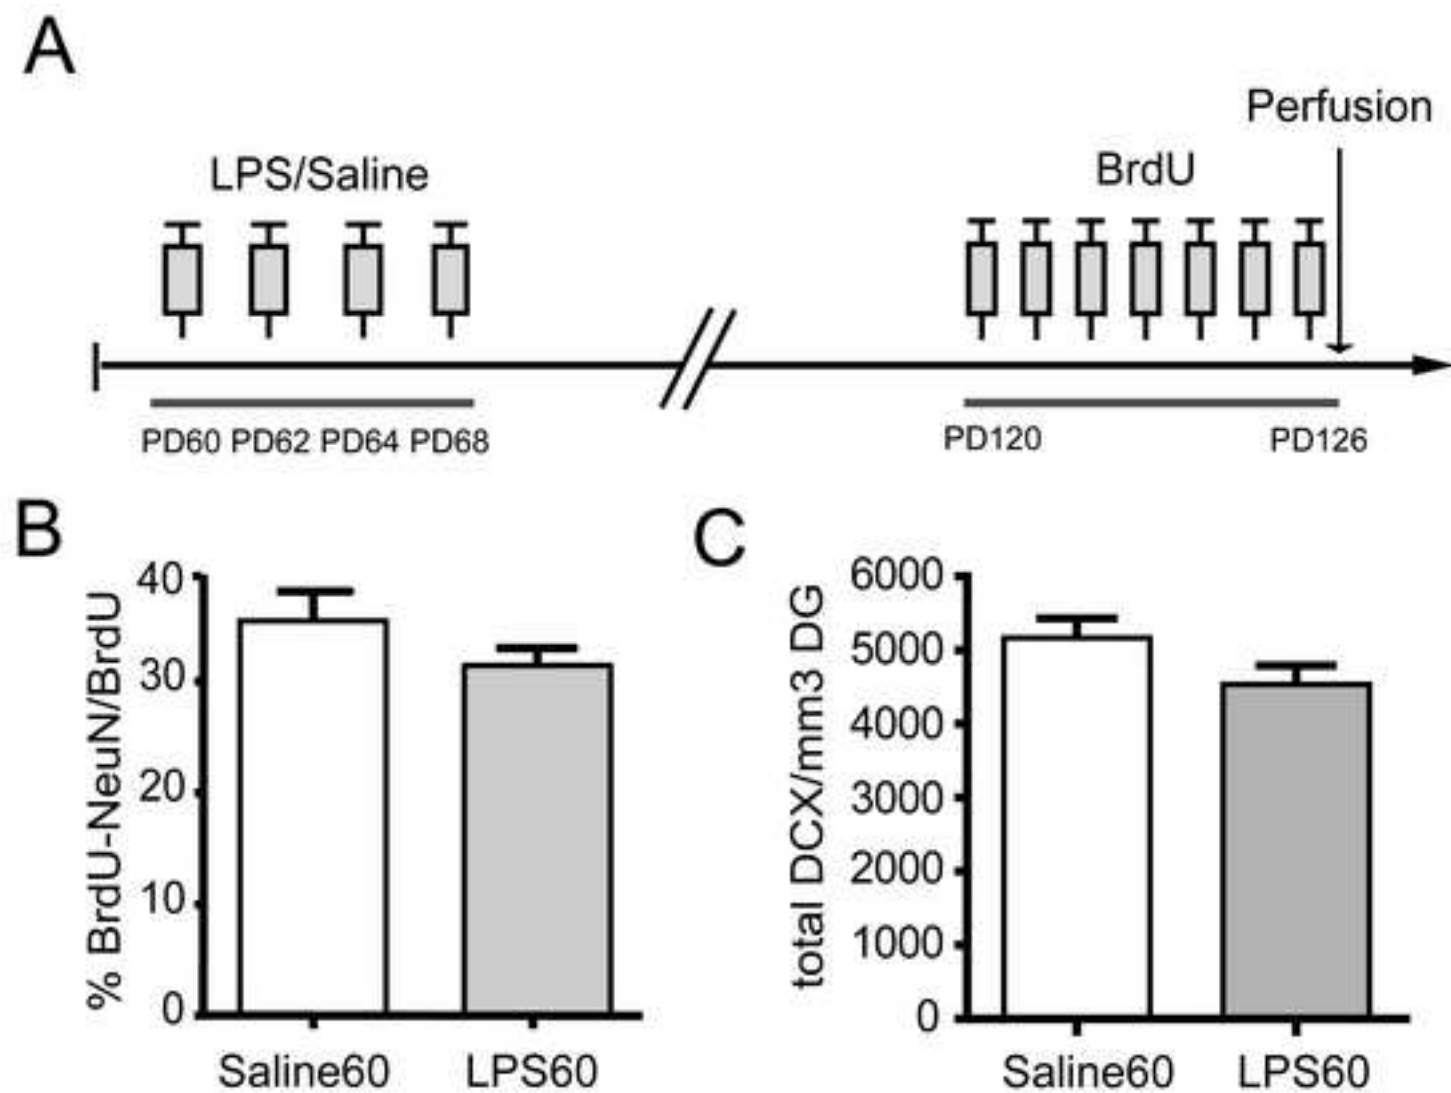 A
Perfusion
LPS/Saline
BrdU
PD60 PD62 PD64 PD68
PD120
PD126
B
% BrdU-NeuN/BrdU
40
30
20
10
0
Saline60
LPS60
C
total DCX/mm3 DG
6000
5000
4000
3000
2000
1000
0
Saline60
LPS60